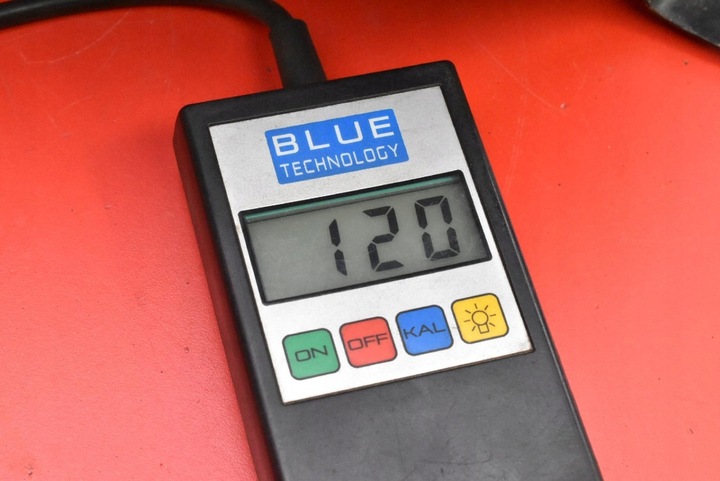 BLUE
TECHNOLOGY
120
ON OFF KAL